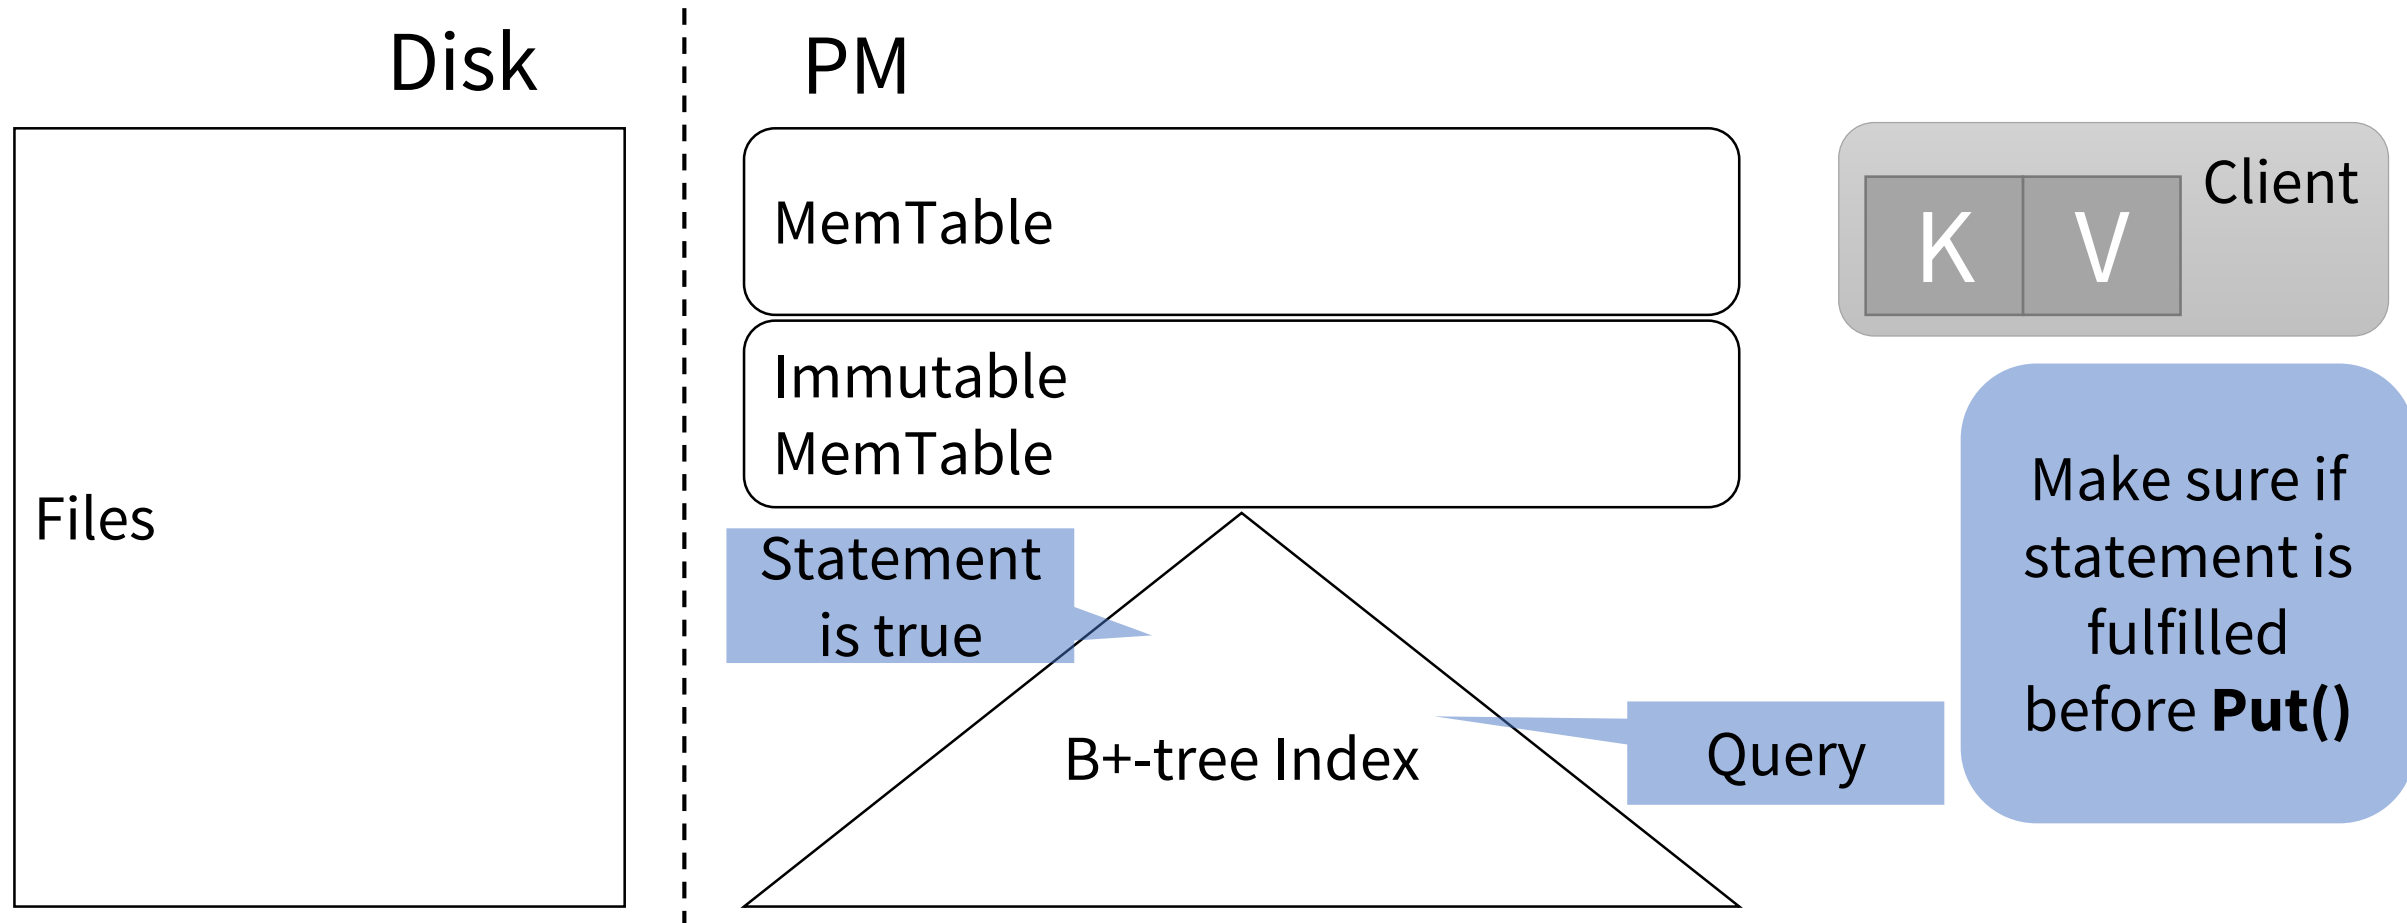 Disk
PM
Files
MemTable
Immutable
MemTable
Statement
is true
B+-tree Index
Query
Client
K
V
Make sure if
statement is
fulfilled
before Put()